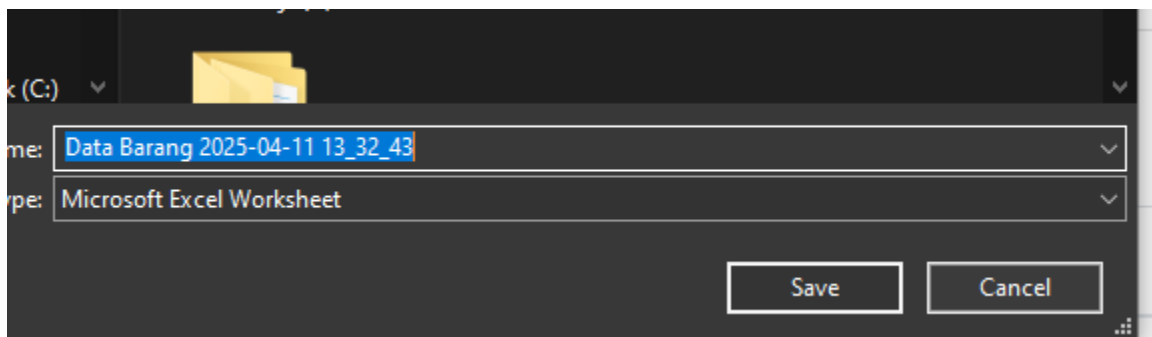 k (C:)
me: Data Barang 2025-04-11 13_32_43
ype: Microsoft Excel Worksheet
Save Cancel